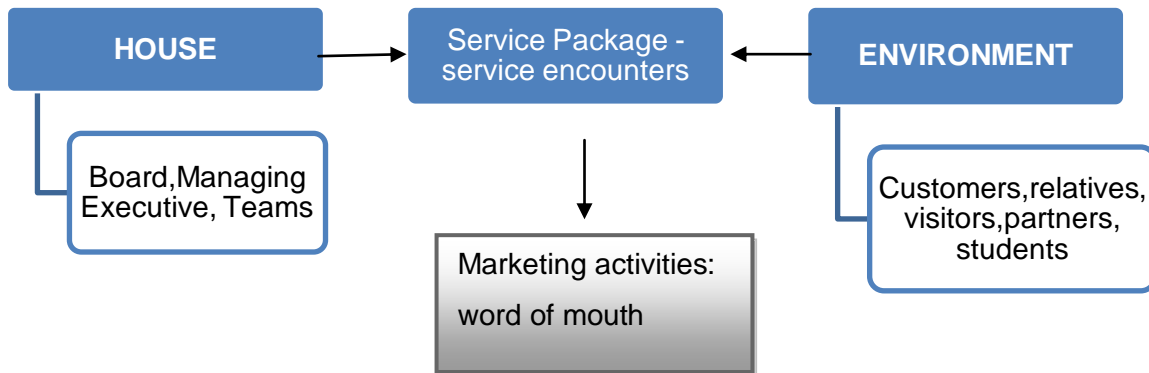 HOUSE
Service Package -
service encounters
ENVIRONMENT
Board,Managing
Executive, Teams
Customers,relatives,
visitors,partners,
students
Marketing activities:
word of mouth